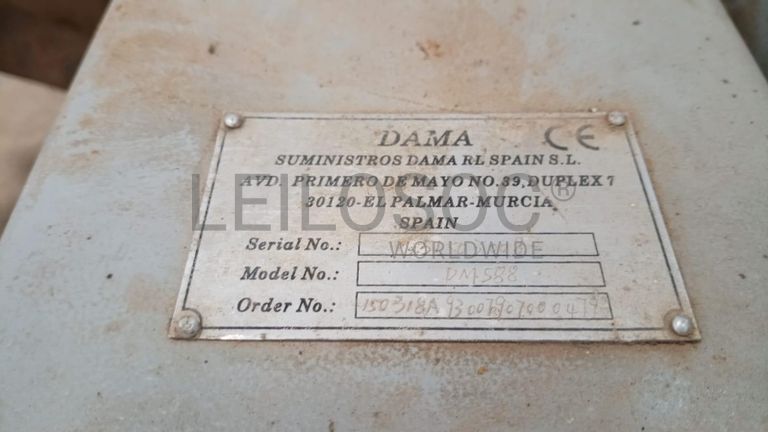 DAMA CE
SUMINISTROS DAMA RL SPAIN S.L.
AVD. PRIMERO DE MAYO NO.39, DUPLEX 7
LEILOSOC®
30120-EL PALMAR-MURCIA
SPAIN
Serial No.:
WORLDWIDE
Model No.: DM588
Order No.: